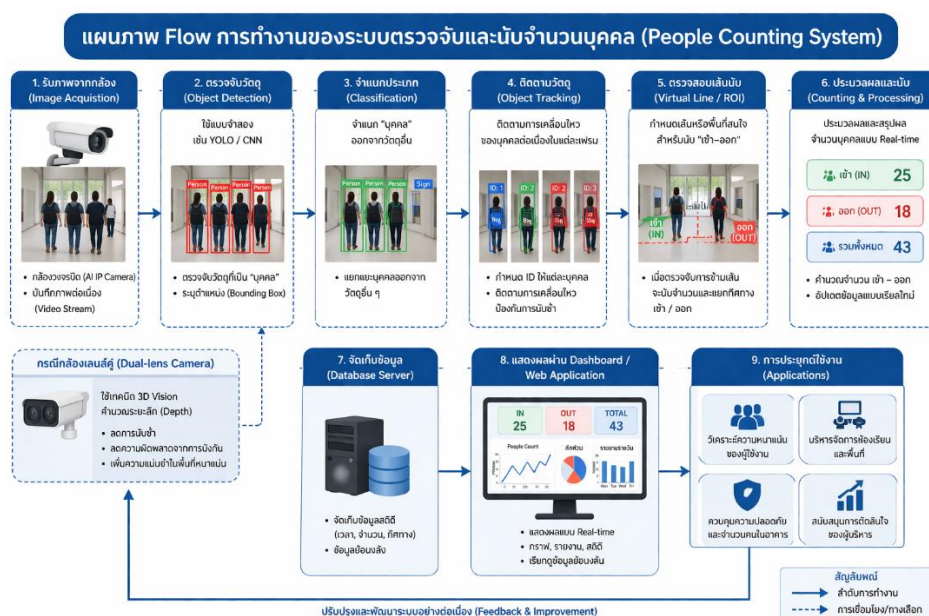 แผนภาพ Flow การทำงานของระบบตรวจจับและนับจำนวนบุคคล (People Counting System)
1. รับภาพจากกล้อง
(Image Acquistion)
• กล้องวงจรปิด (AI IP Camera)
• บันทึกภาพต่อเนื่อง
(Video Stream)
2. ตรวจจับวัตถุ
(Object Detection)
ใช้แบบจำลอง
เช่น YOLO / CNN
Person Person Person Person
• ตรวจจับวัตถุที่เป็น "บุคคล"
• ระบุตำแหน่ง (Bounding Box)
3. จำแนกประเภท
(Classification)
จำแนก "บุคคล"
ออกจากวัตถุอื่น
Person Person Person Sign
• แยกแยะบุคคลออกจาก
วัตถุอื่น ๆ
4. ติดตามวัตถุ
(Object Tracking)
ติดตามการเคลื่อนไหว
ของบุคคลต่อเนื่องในแต่ละเฟรม
ID: 1 ID: 2 ID: 2 ID: 3
• กำหนด ID ให้แต่ละบุคคล
• ติดตามการเคลื่อนไหว
ป้องกันการนับซ้ำ
5. ตรวจสอบเส้นนับ
(Virtual Line / ROI)
กำหนดเส้นหรือพื้นที่สนใจ
สำหรับนับ "เข้า–ออก"
เข้า
(IN)
ออก
(OUT)
• เมื่อตรวจจับการข้ามเส้น
จะนับจำนวนและแยกทิศทาง
เข้า / ออก
6. ประมวลผลและนับ
(Counting & Processing)
ประมวลผลและสรุปผล
จำนวนบุคคลแบบ Real-time
เข้า (IN) 25
ออก (OUT) 18
รวมทั้งหมด 43
• คำนวณจำนวน เข้า – ออก
• อัปเดตข้อมูลแบบเรียลไทม์
กรณีกล้องเลนส์คู่ (Dual-lens Camera)
ใช้เทคนิค 3D Vision
คำนวณระยะลึก (Depth)
• ลดการนับซ้ำ
• ลดความผิดพลาดจากการบังกัน
• เพิ่มความแม่นยำในพื้นที่หนาแน่น
7. จัดเก็บข้อมูล
(Database Server)
• จัดเก็บข้อมูลสถิติ
(เวลา, จำนวน, ทิศทาง)
• ข้อมูลย้อนหลัง
8. แสดงผลผ่าน Dashboard /
Web Application
IN OUT TOTAL
25 18 43
People Count
สัดส่วน
Mon Tue Wed Fri
• แสดงผลแบบ Real-time
• กราฟ, รายงาน, สถิติ
• เรียกดูข้อมูลย้อนหลัง
9. การประยุกต์ใช้งาน
(Applications)
วิเคราะห์ความหนาแน่น
ของผู้ใช้งาน
บริหารจัดการห้องเรียน
และพื้นที่
ควบคุมความปลอดภัย
และจำนวนคนในอาคาร
สนับสนุนการตัดสินใจ
ของผู้บริหาร
ปรับปรุงและพัฒนาระบบอย่างต่อเนื่อง (Feedback & Improvement)
สัญลัษณ์
ลำดับการทำงาน
การเชื่อมโยง/ทางเลือก